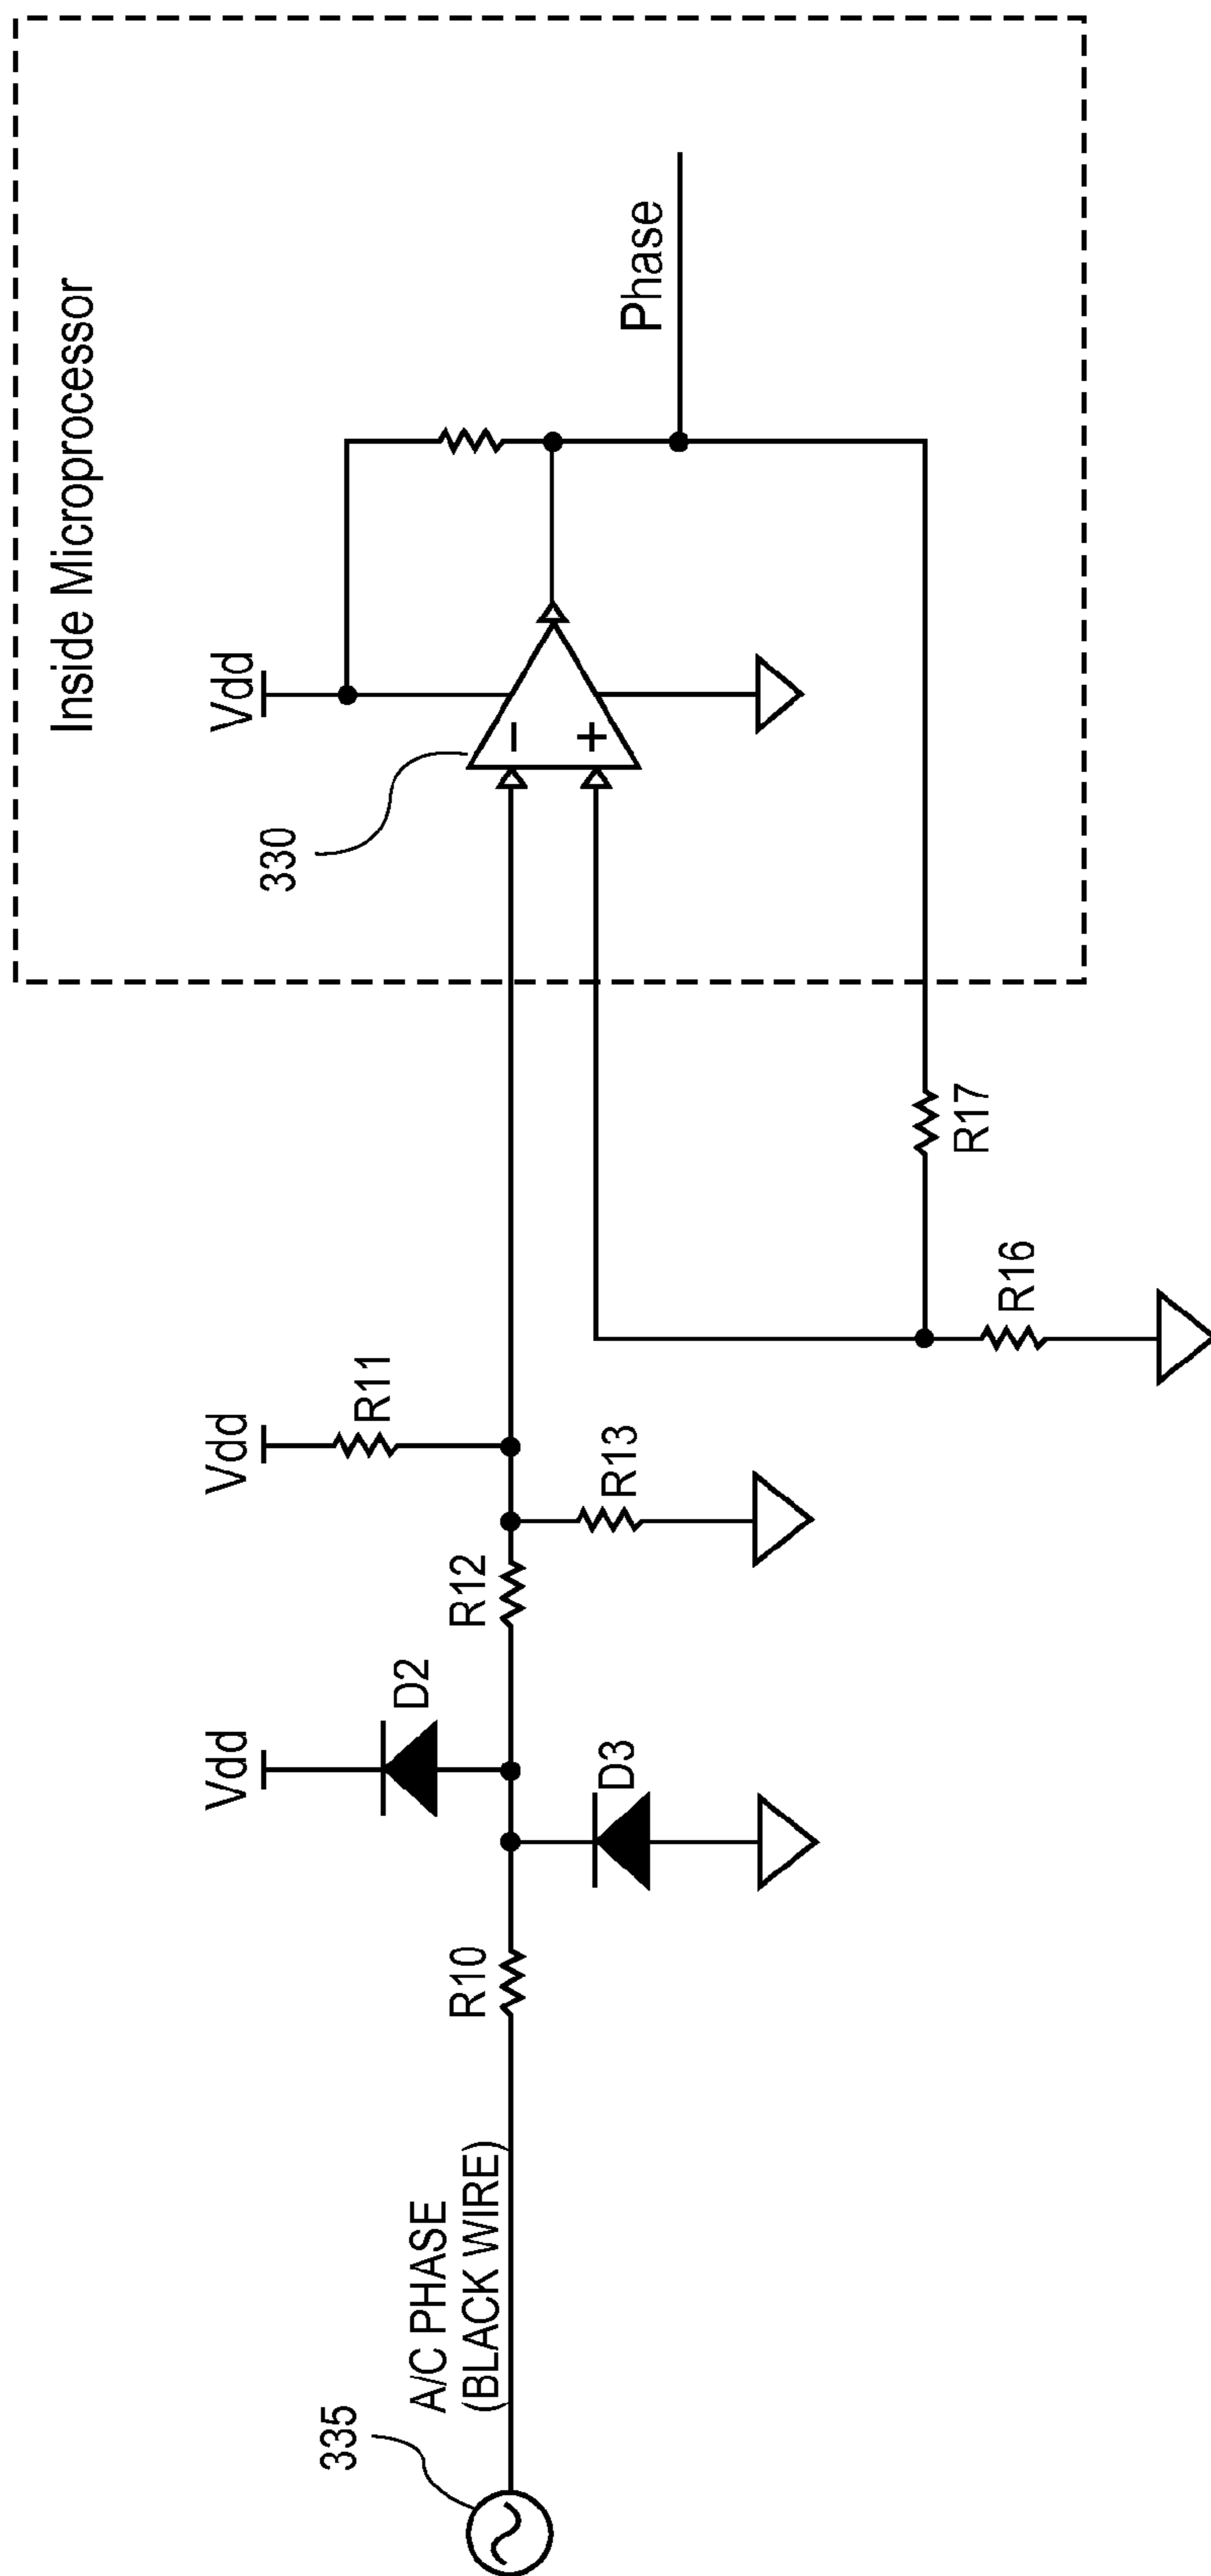 Inside Microprocessor
Vdd
330
Phase
Vdd
R11
Vdd
D2
R12
R13
R17
R16
D3
R10
A/C PHASE
(BLACK WIRE)
335
−
+